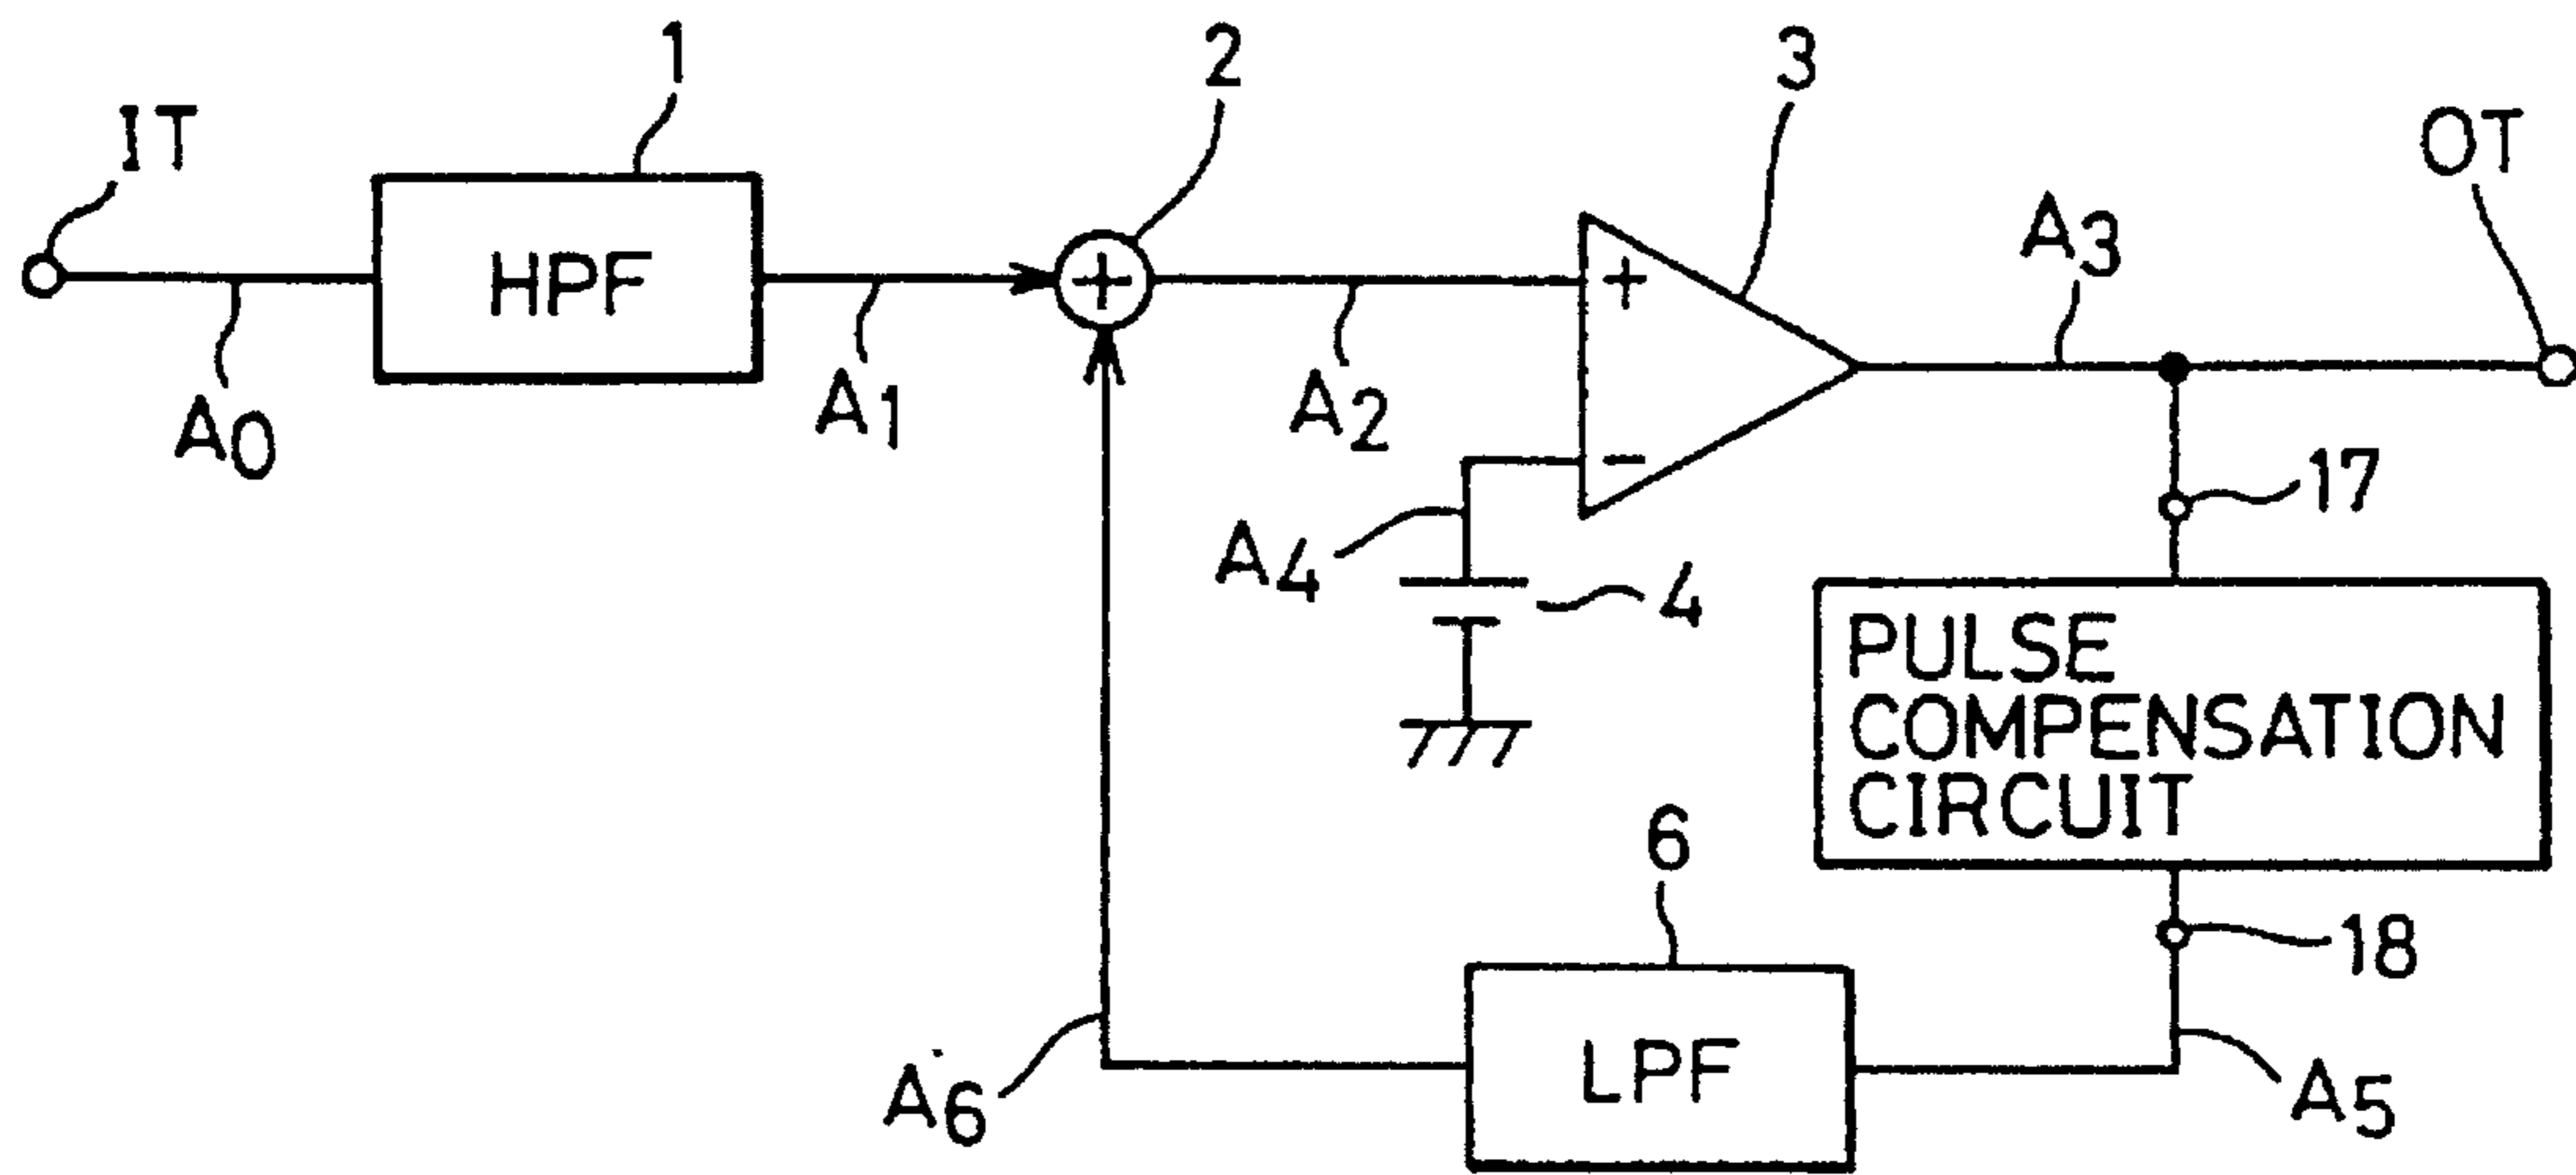 1
2
3
IT
OT
HPF
+
+
A3
A0
A1
A2
-
17
A4
4
PULSE
COMPENSATION
CIRCUIT
6
18
LPF
A6
A5